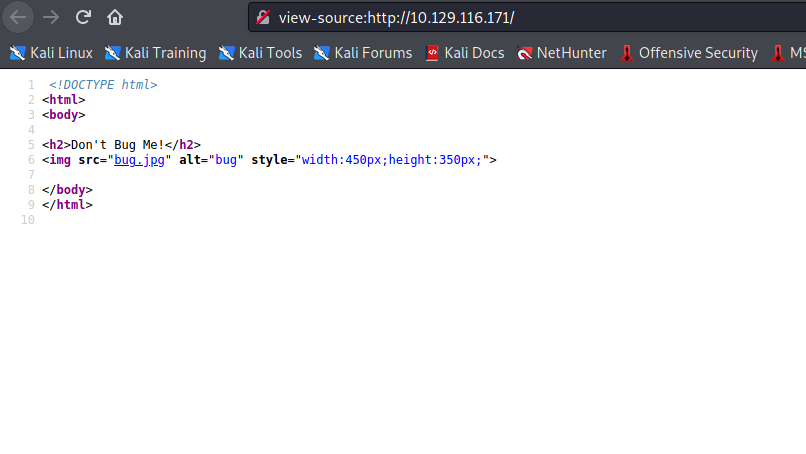 view-source:http://10.129.116.171/
Kali Linux Kali Training Kali Tools Kali Forums Kali Docs NetHunter Offensive Security MS
1 <!DOCTYPE html>
2 <html>
3 <body>
4
5 <h2>Don't Bug Me!</h2>
6 <img src="bug.jpg" alt="bug" style="width:450px;height:350px;">
7
8 </body>
9 </html>
10